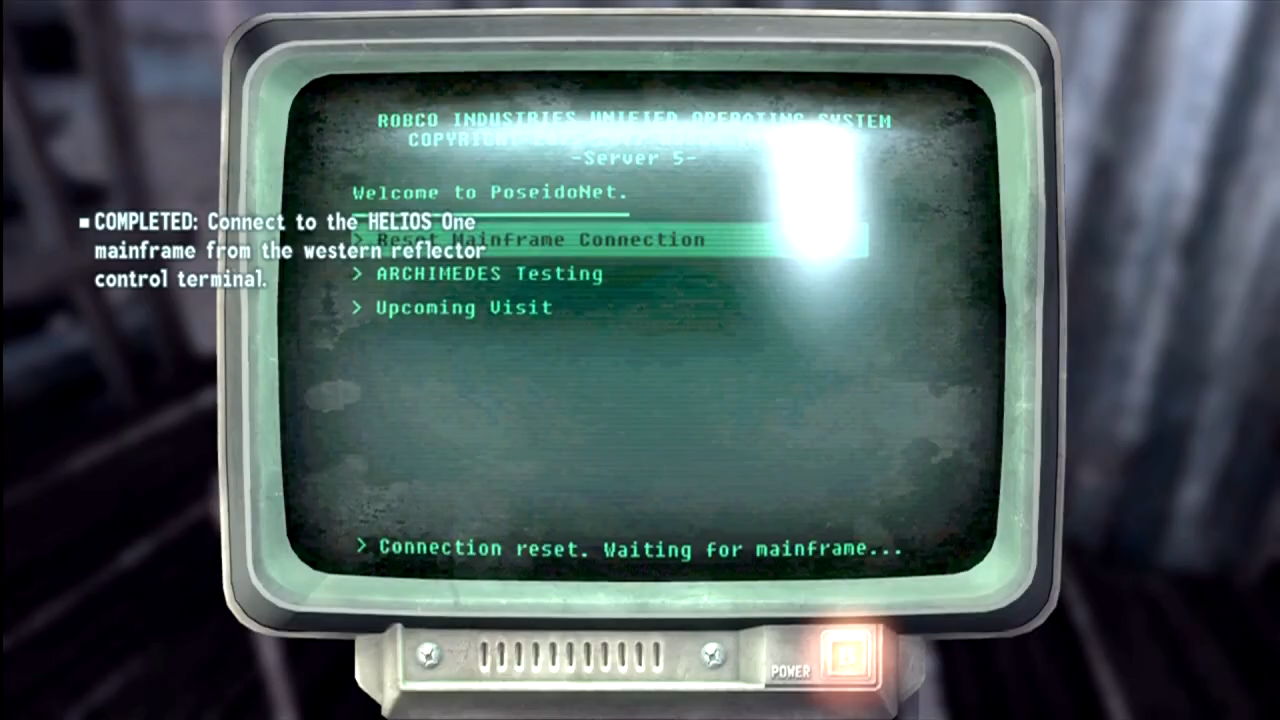 ROBCO INDUSTRIES UNIFIED OPERATING SYSTEM
COPYRIGHT
-Server 5-
Welcome to PoseidoNet.
■ COMPLETED: Connect to the HELIOS One
mainframe from the western reflector
control terminal.
> Reset Mainframe Connection
> ARCHIMEDES Testing
> Upcoming Visit
> Connection reset. Waiting for mainframe...
POWER